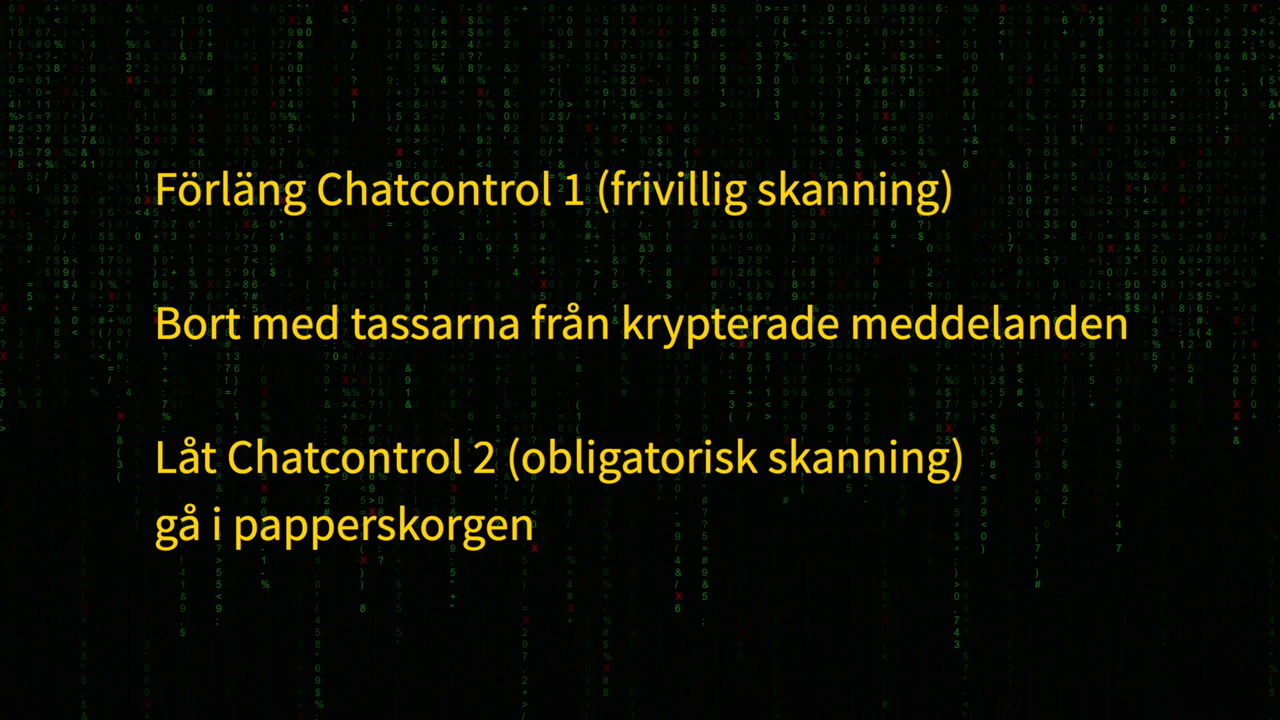 Förläng Chatcontrol 1 (frivillig skanning)
Bort med tassarna från krypterade meddelanden
Låt Chatcontrol 2 (obligatorisk skanning)
gå i papperskorgen